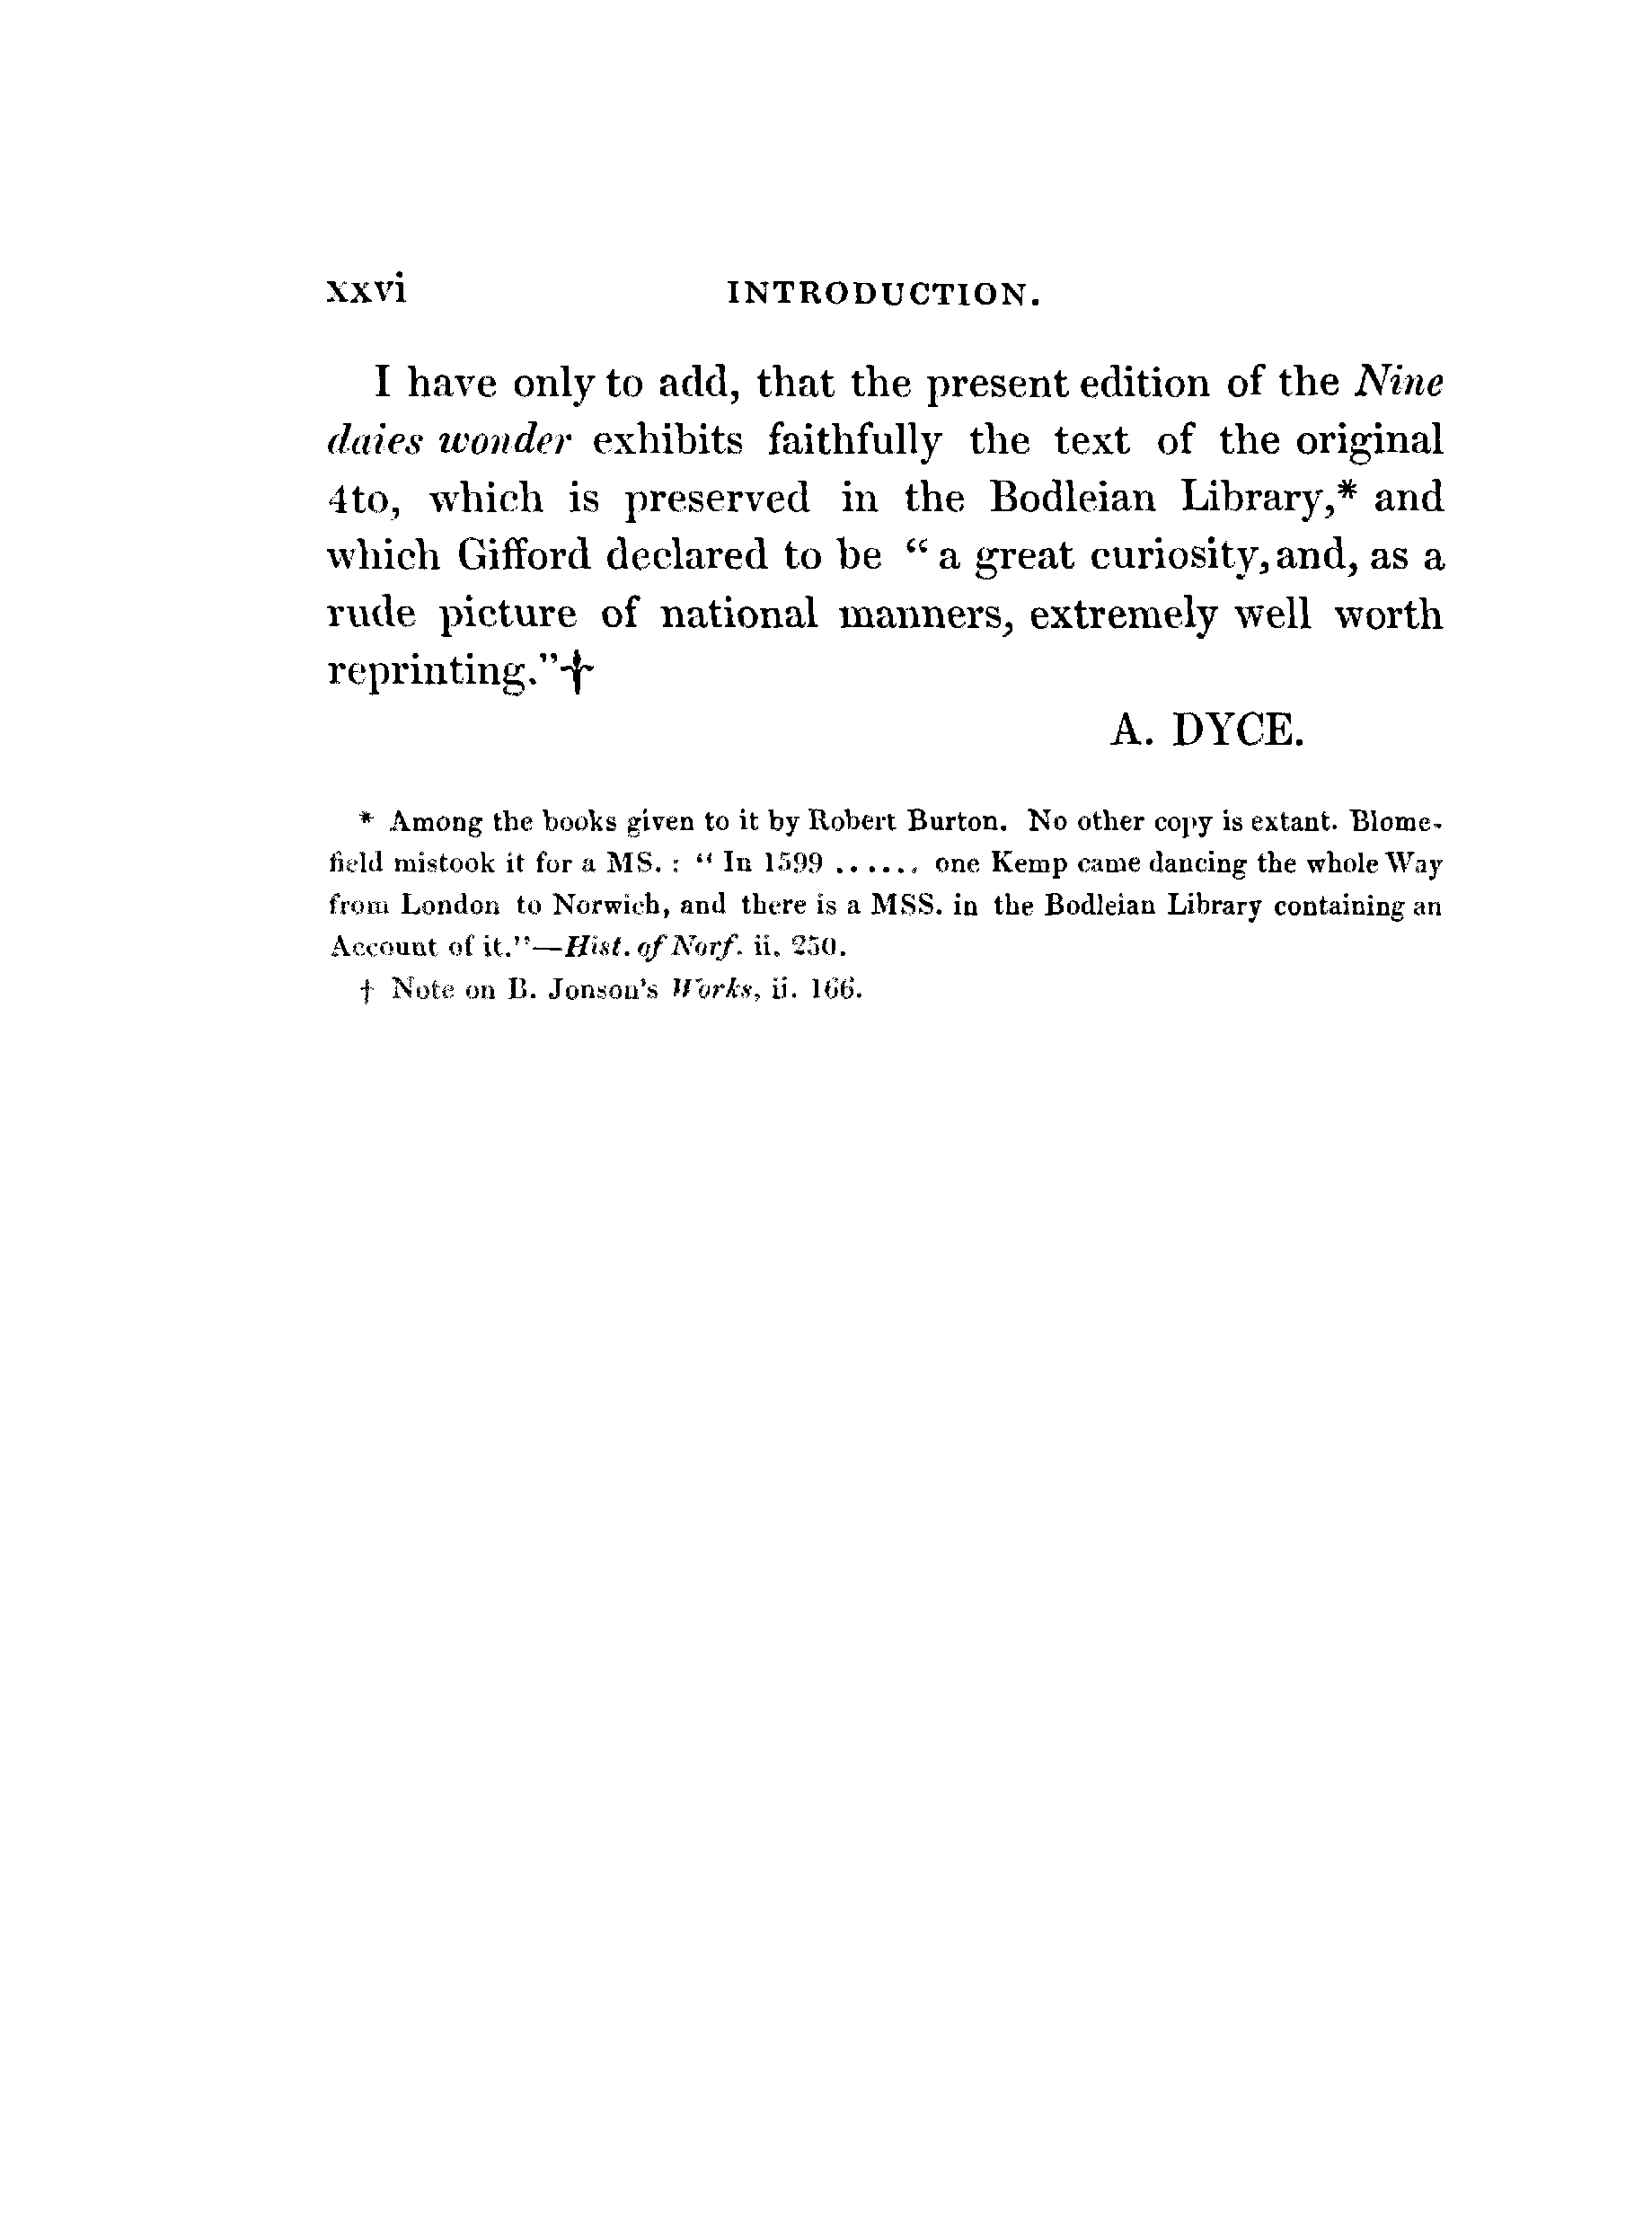 xxvi INTRODUCTION.
I have only to add, that the present edition of the Nine
daies wonder exhibits faithfully the text of the original
4to, which is preserved in the Bodleian Library,* and
which Gifford declared to be “ a great curiosity, and, as a
rude picture of national manners, extremely well worth
reprinting.”†
A. DYCE.
* Among the books given to it by Robert Burton. No other copy is extant. Blome-
field mistook it for a MS. : “ In 1599 ...... one Kemp came dancing the whole Way
from London to Norwich, and there is a MSS. in the Bodleian Library containing an
Account of it.”—Hist. of Norf. ii. 250.
† Note on B. Jonson’s Works, ii. 166.